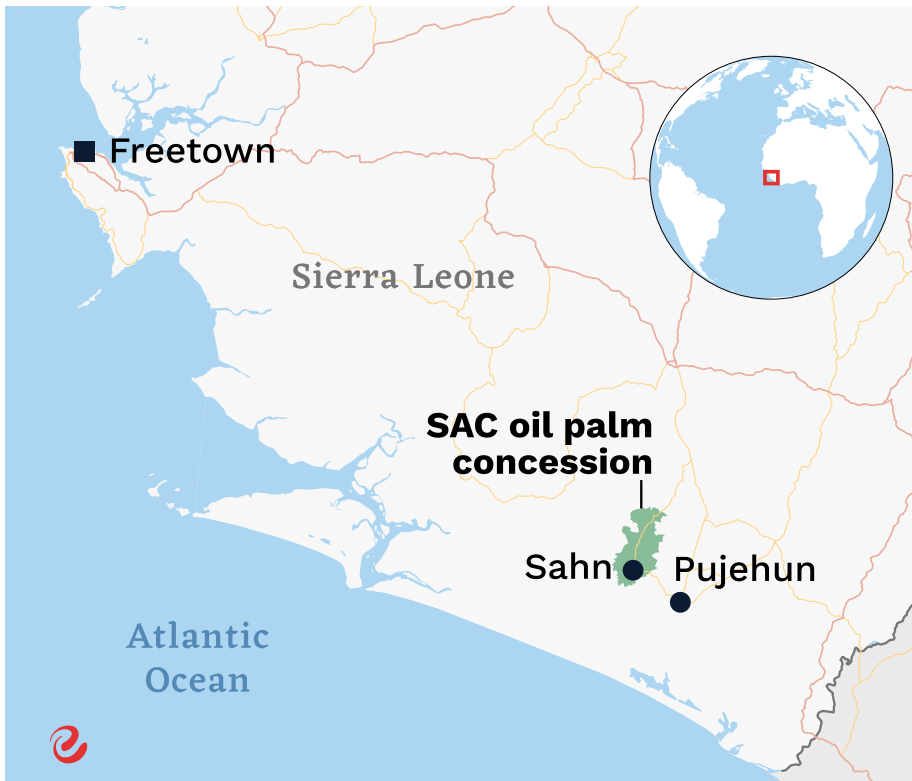 Freetown
Sierra Leone
SAC oil palm
concession
Sahn
Pujehun
Atlantic
Ocean